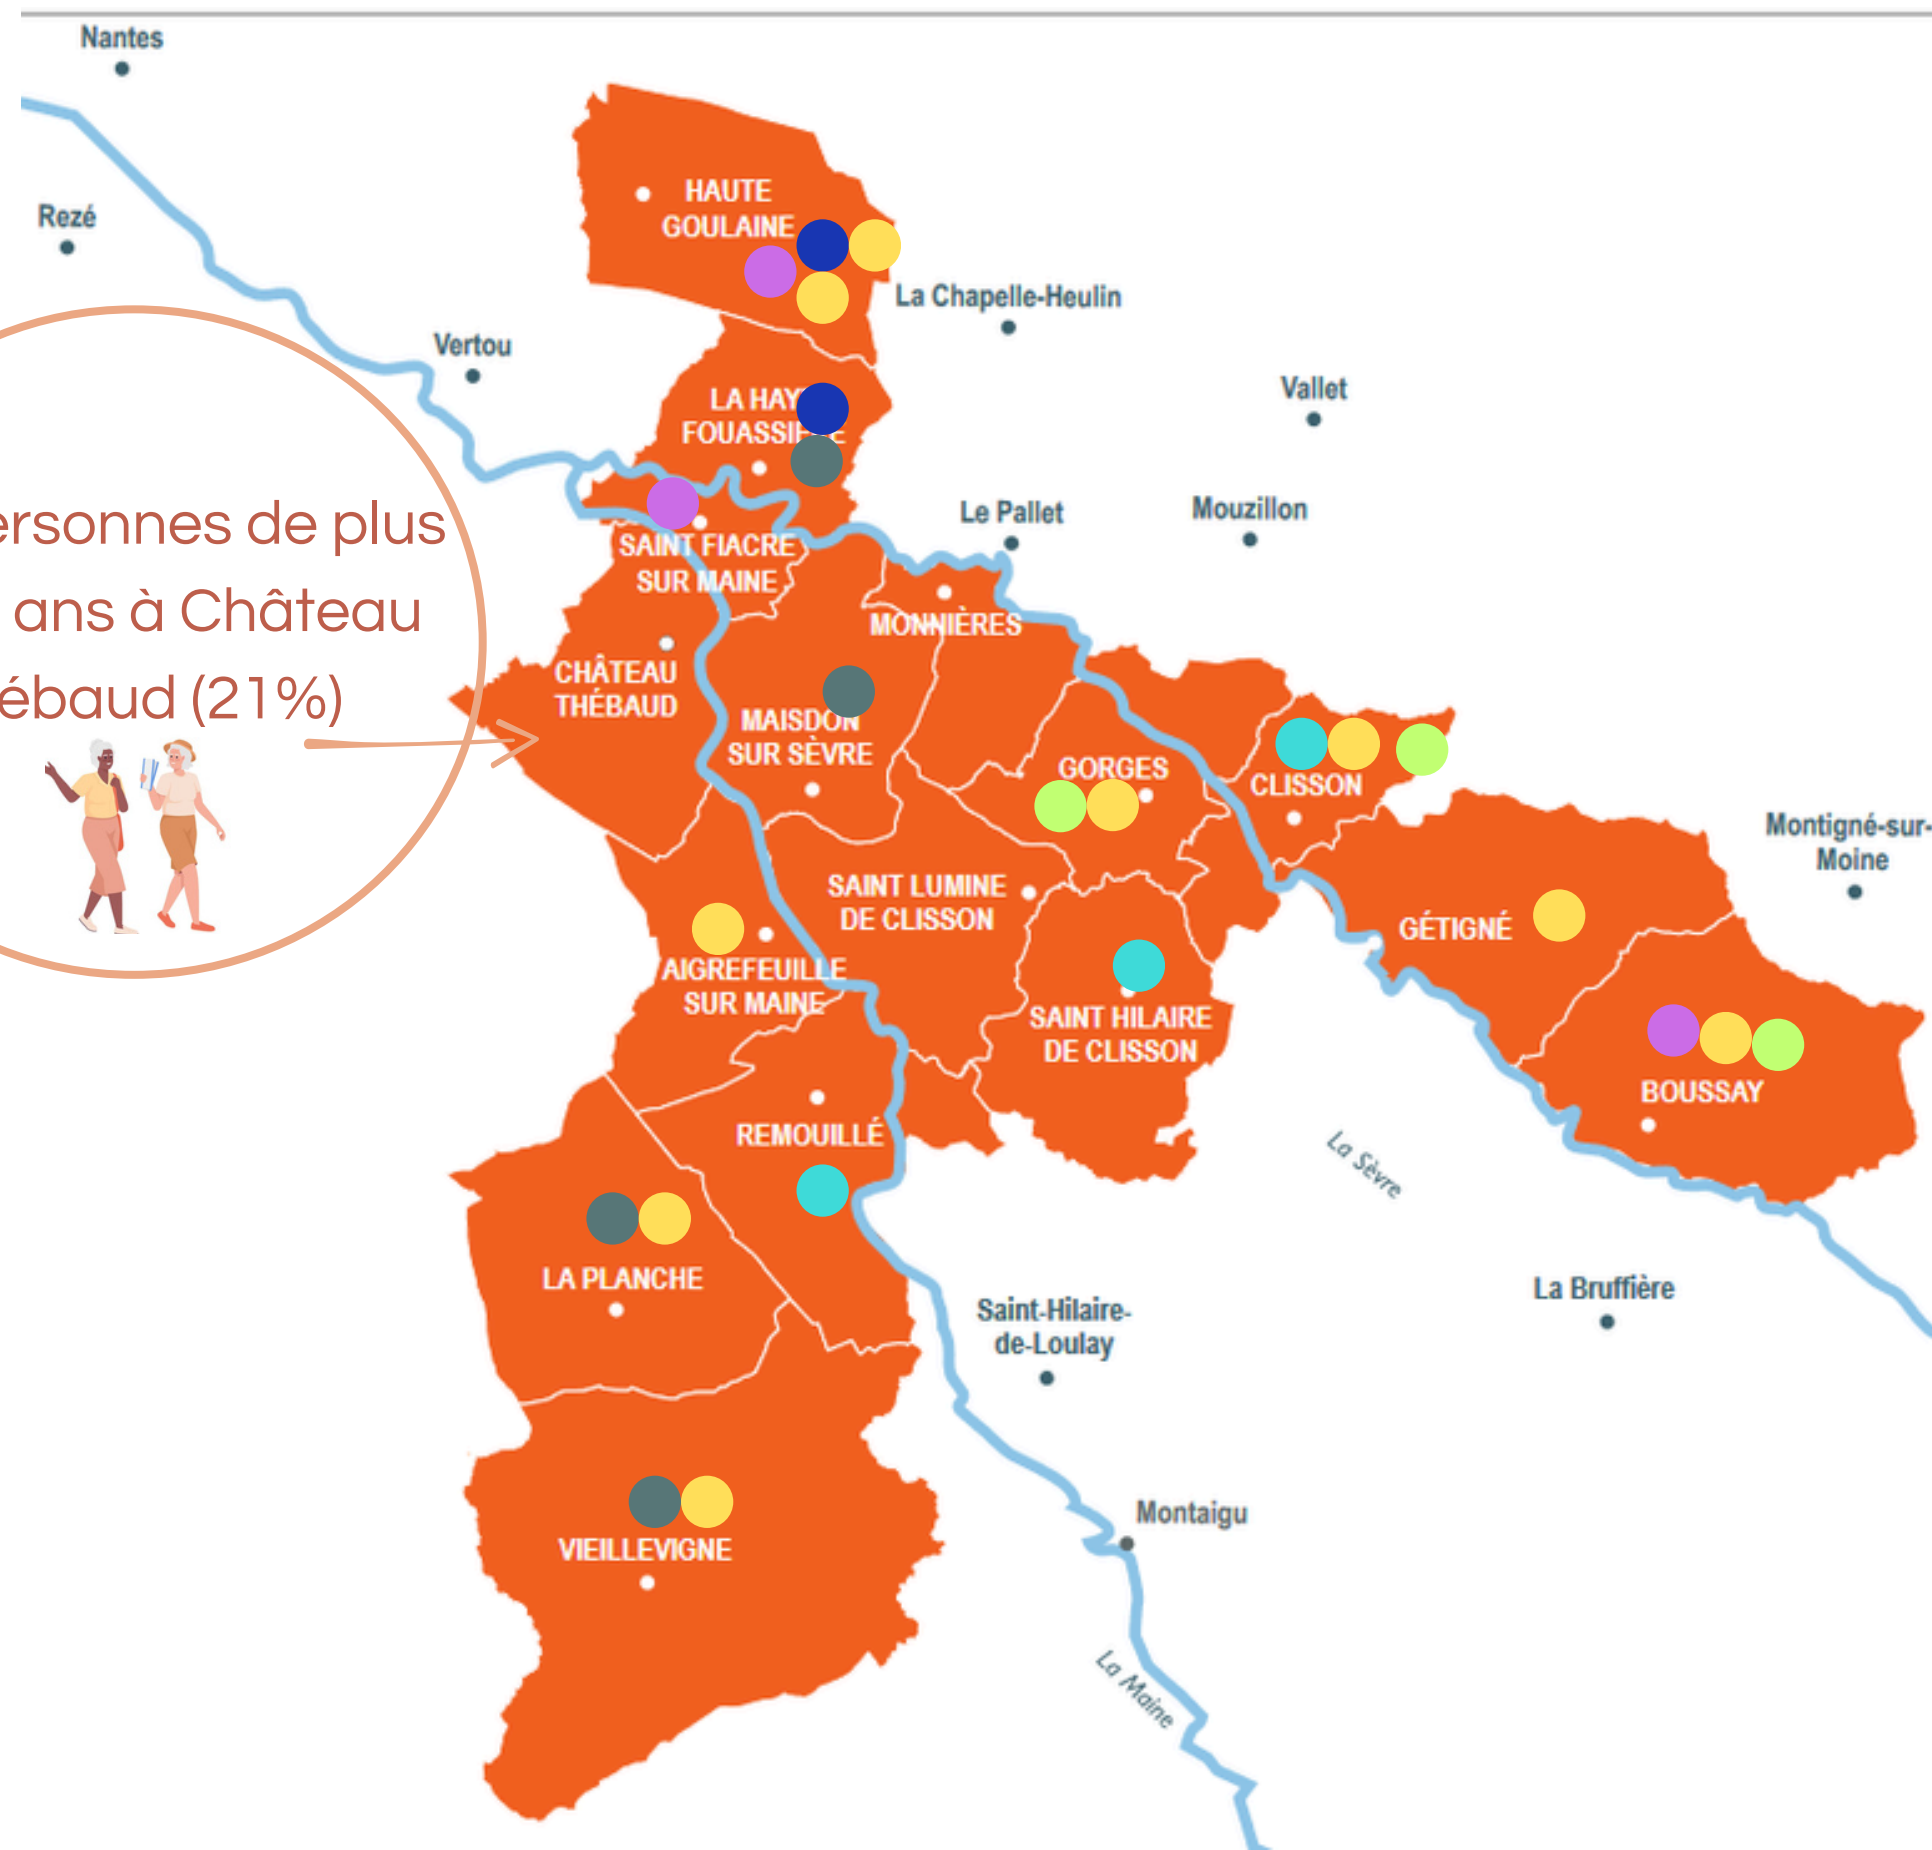 Nantes
Rezé
HAUTE
GOULAINE
La Chapelle-Heulin
Vertou
Vallet
LA HAY
FOUASSI
Le Pallet
Mouzillon
ersonnes de plus
ans à Château
ébaud (21%)
SAINT FIACRE
SUR MAINE
MONNIÈRES
CHÂTEAU
THÉBAUD
MAISDON
SUR SÈVRE
GORGES
CLISSON
Montigné-sur-
Moine
SAINT LUMINE
DE CLISSON
GÉTIGNÉ
AIGREFEUILLE
SUR MAINE
SAINT HILAIRE
DE CLISSON
BOUSSAY
REMOUILLÉ
La Sèvre
LA PLANCHE
Saint-Hilaire-
de-Loulay
La Bruffière
Montaigu
VIEILLEVIGNE
La Maine